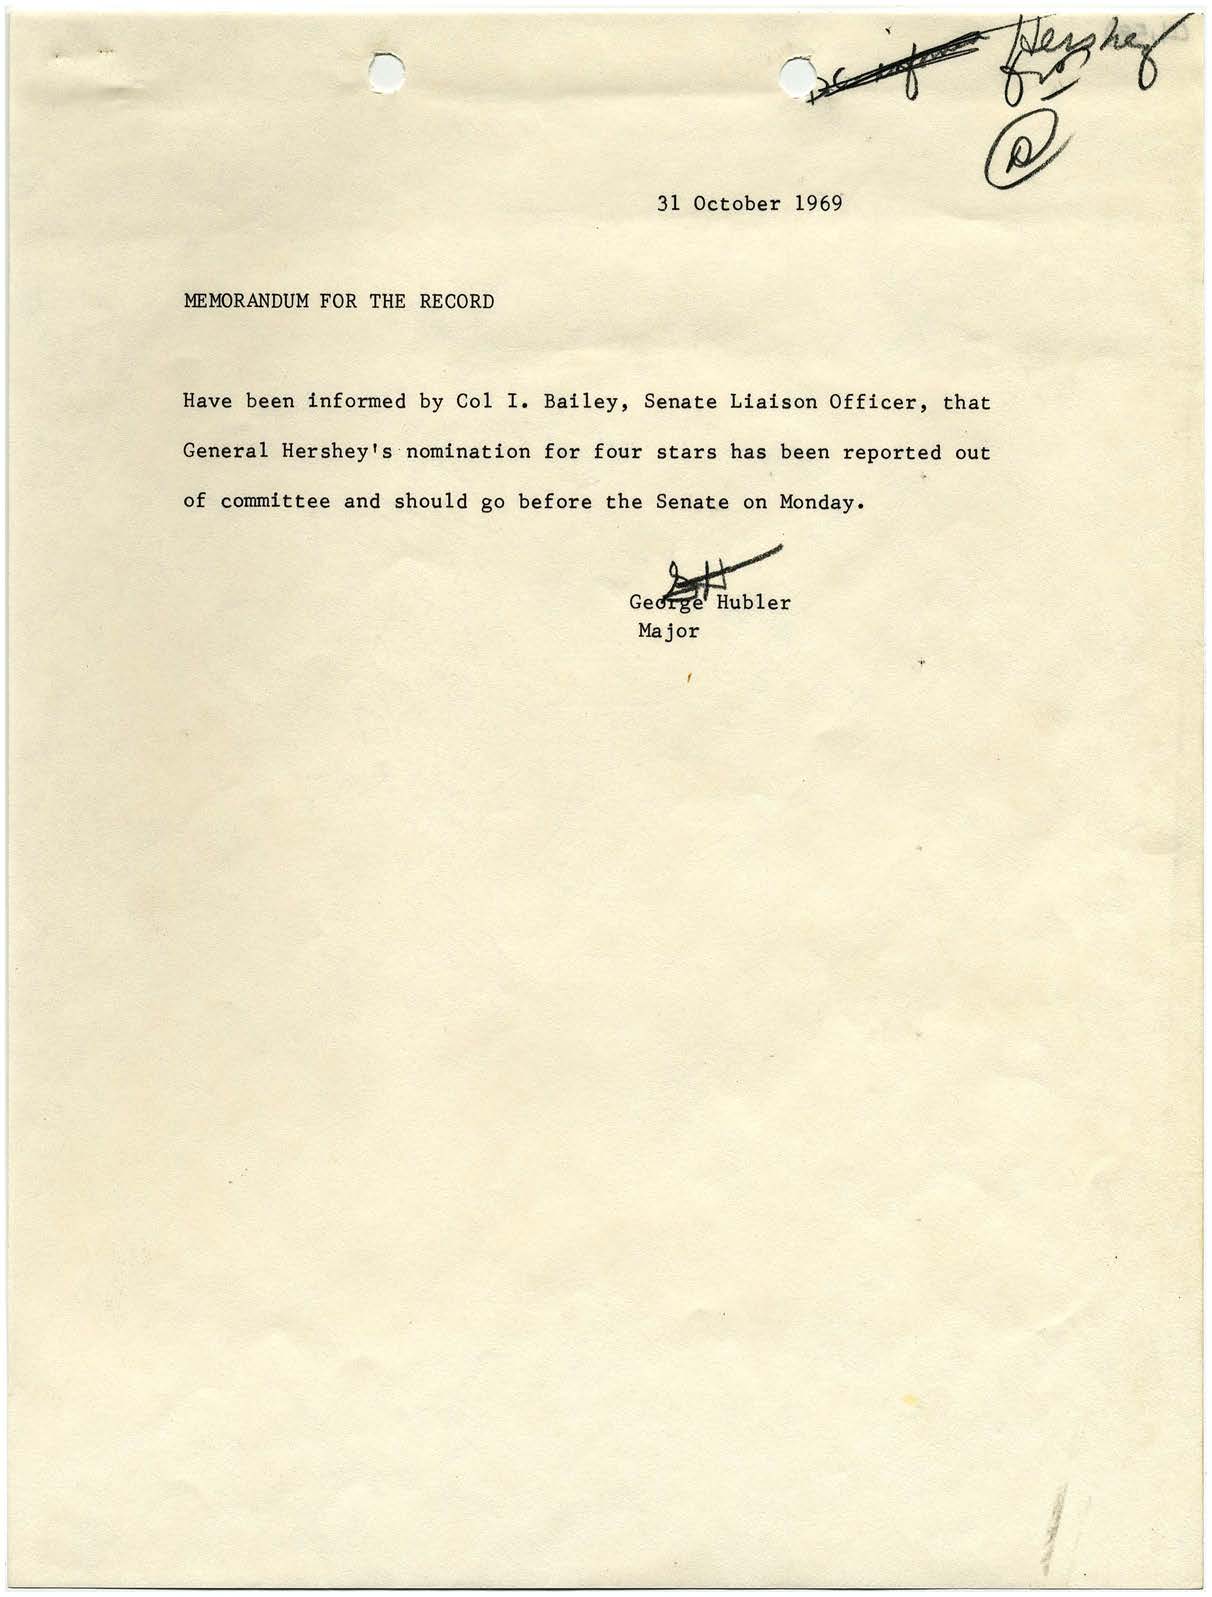 Hershey
31 October 1969
MEMORANDUM FOR THE RECORD
Have been informed by Col I. Bailey, Senate Liaison Officer, that
General Hershey's nomination for four stars has been reported out
of committee and should go before the Senate on Monday.
GH
George Hubler
Major